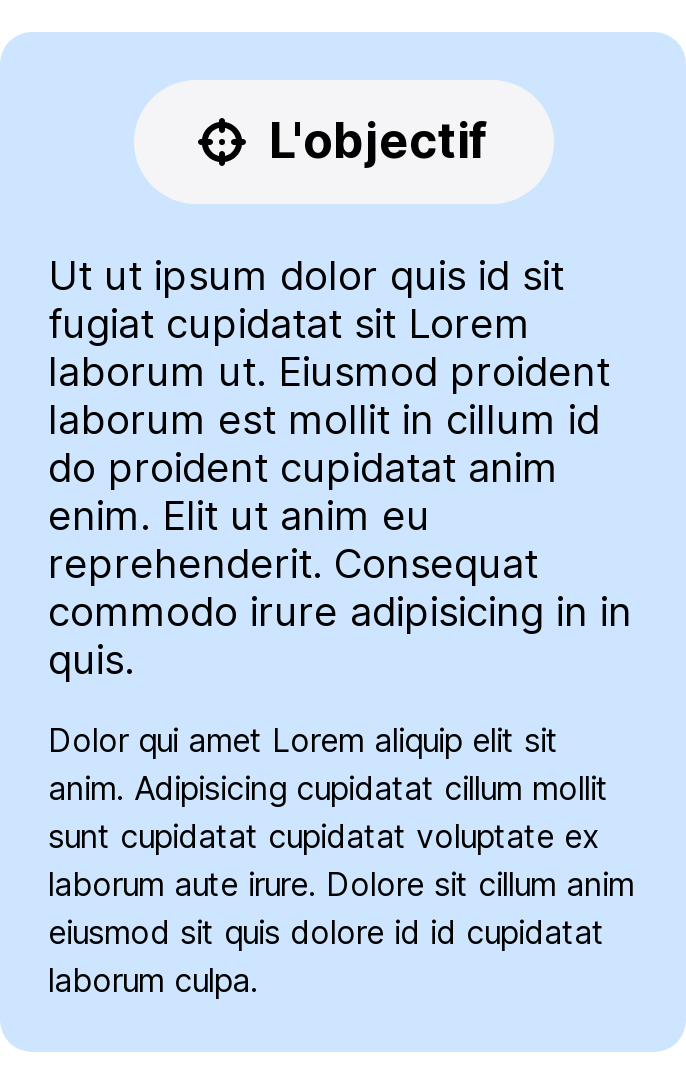 L'objectif
Ut ut ipsum dolor quis id sit
fugiat cupidatat sit Lorem
laborum ut. Eiusmod proident
laborum est mollit in cillum id
do proident cupidatat anim
enim. Elit ut anim eu
reprehenderit. Consequat
commodo irure adipisicing in in
quis.
Dolor qui amet Lorem aliquip elit sit
anim. Adipisicing cupidatat cillum mollit
sunt cupidatat cupidatat voluptate ex
laborum aute irure. Dolore sit cillum anim
eiusmod sit quis dolore id id cupidatat
laborum culpa.